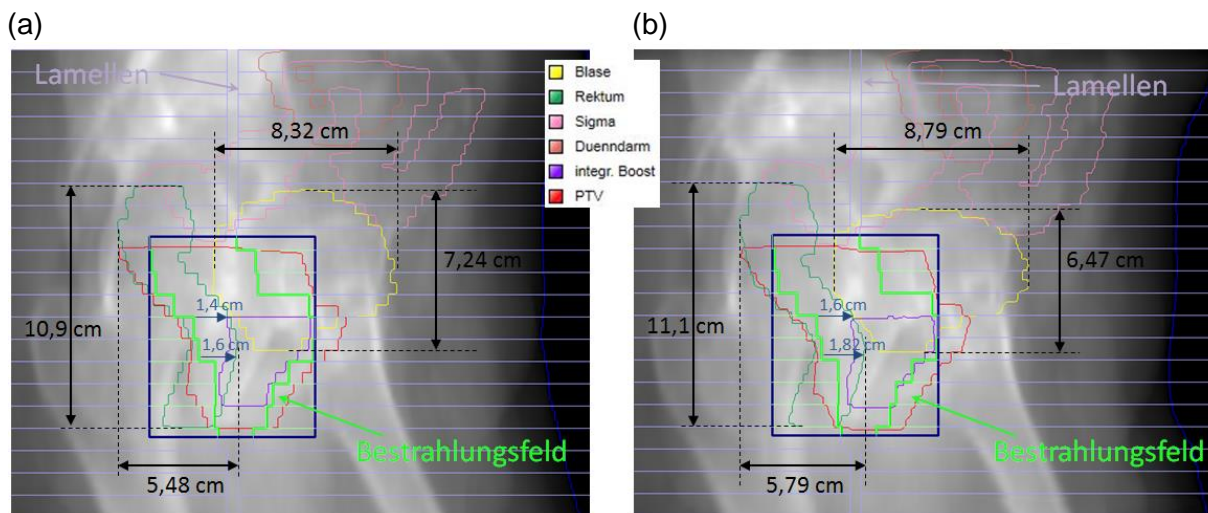 (a)
(b)
Lamellen
8,32 cm
7,24 cm
10,9 cm
1,4 cm
1,6 cm
Bestrahlungsfeld
5,48 cm
Blase
Rektum
Sigma
Duenndarm
integr. Boost
PTV
Lamellen
8,79 cm
6,47 cm
11,1 cm
1,6 cm
1,82 cm
Bestrahlungsfeld
5,79 cm